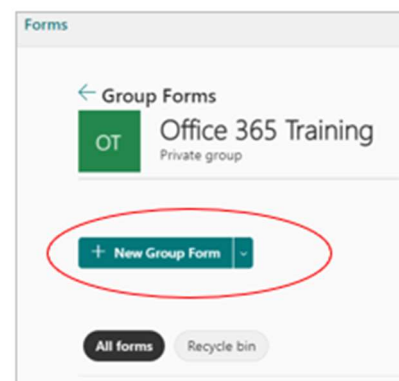 Forms
← Group Forms
OT
Office 365 Training
Private group
+ New Group Form
All forms
Recycle bin